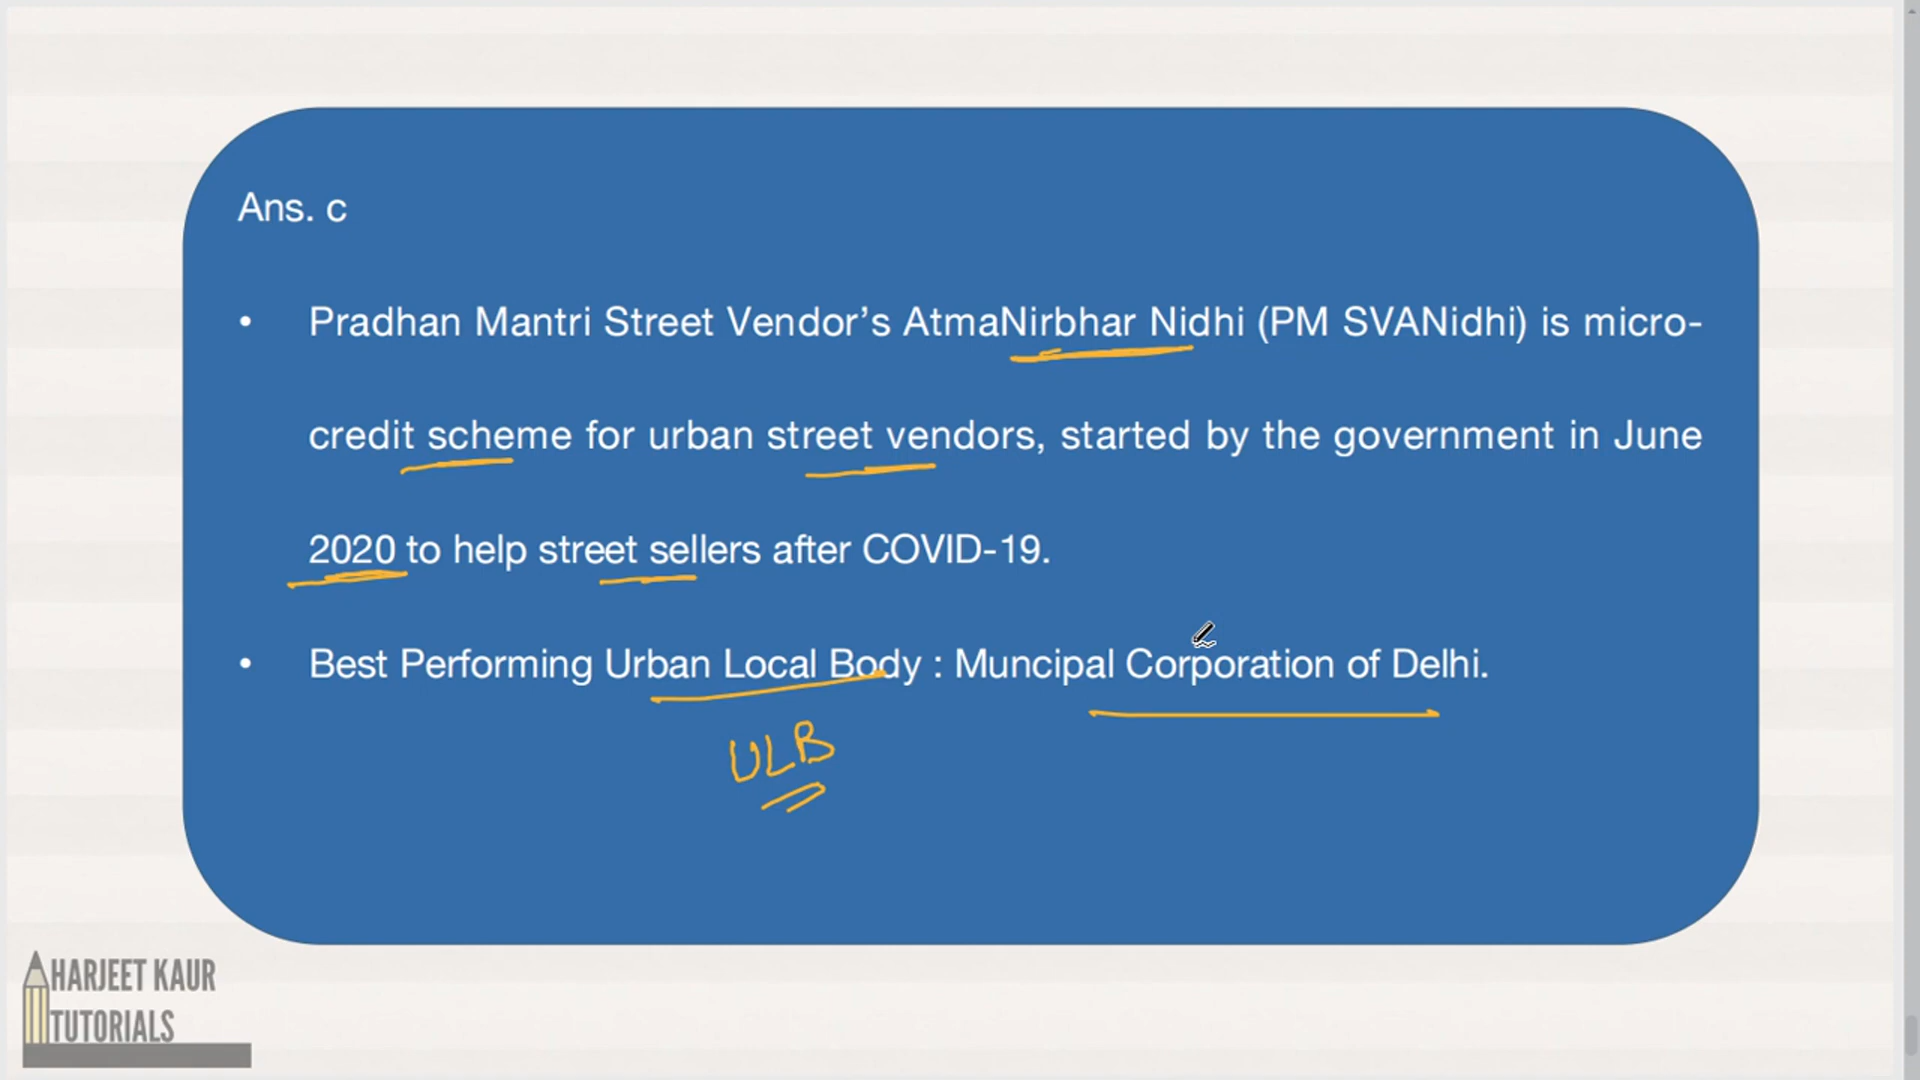 Ans. c
• Pradhan Mantri Street Vendor’s AtmaNirbhar Nidhi (PM SVANidhi) is micro-
credit scheme for urban street vendors, started by the government in June
2020 to help street sellers after COVID-19.
• Best Performing Urban Local Body : Muncipal Corporation of Delhi.
ULB
HARJEET KAUR
TUTORIALS